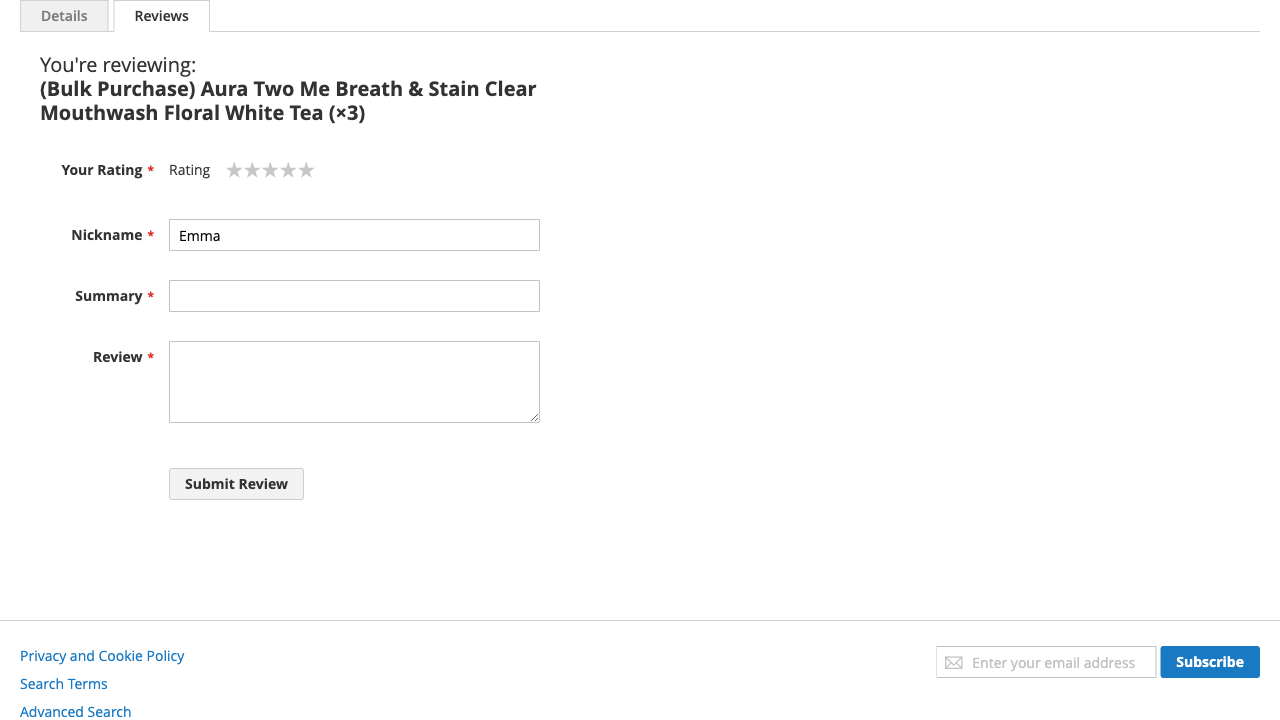 Details
Reviews
You're reviewing:
(Bulk Purchase) Aura Two Me Breath & Stain Clear
Mouthwash Floral White Tea (×3)
Your Rating *
Rating
Nickname *
Emma
Summary *
Review *
Submit Review
Privacy and Cookie Policy
Search Terms
Advanced Search
Enter your email address
Subscribe